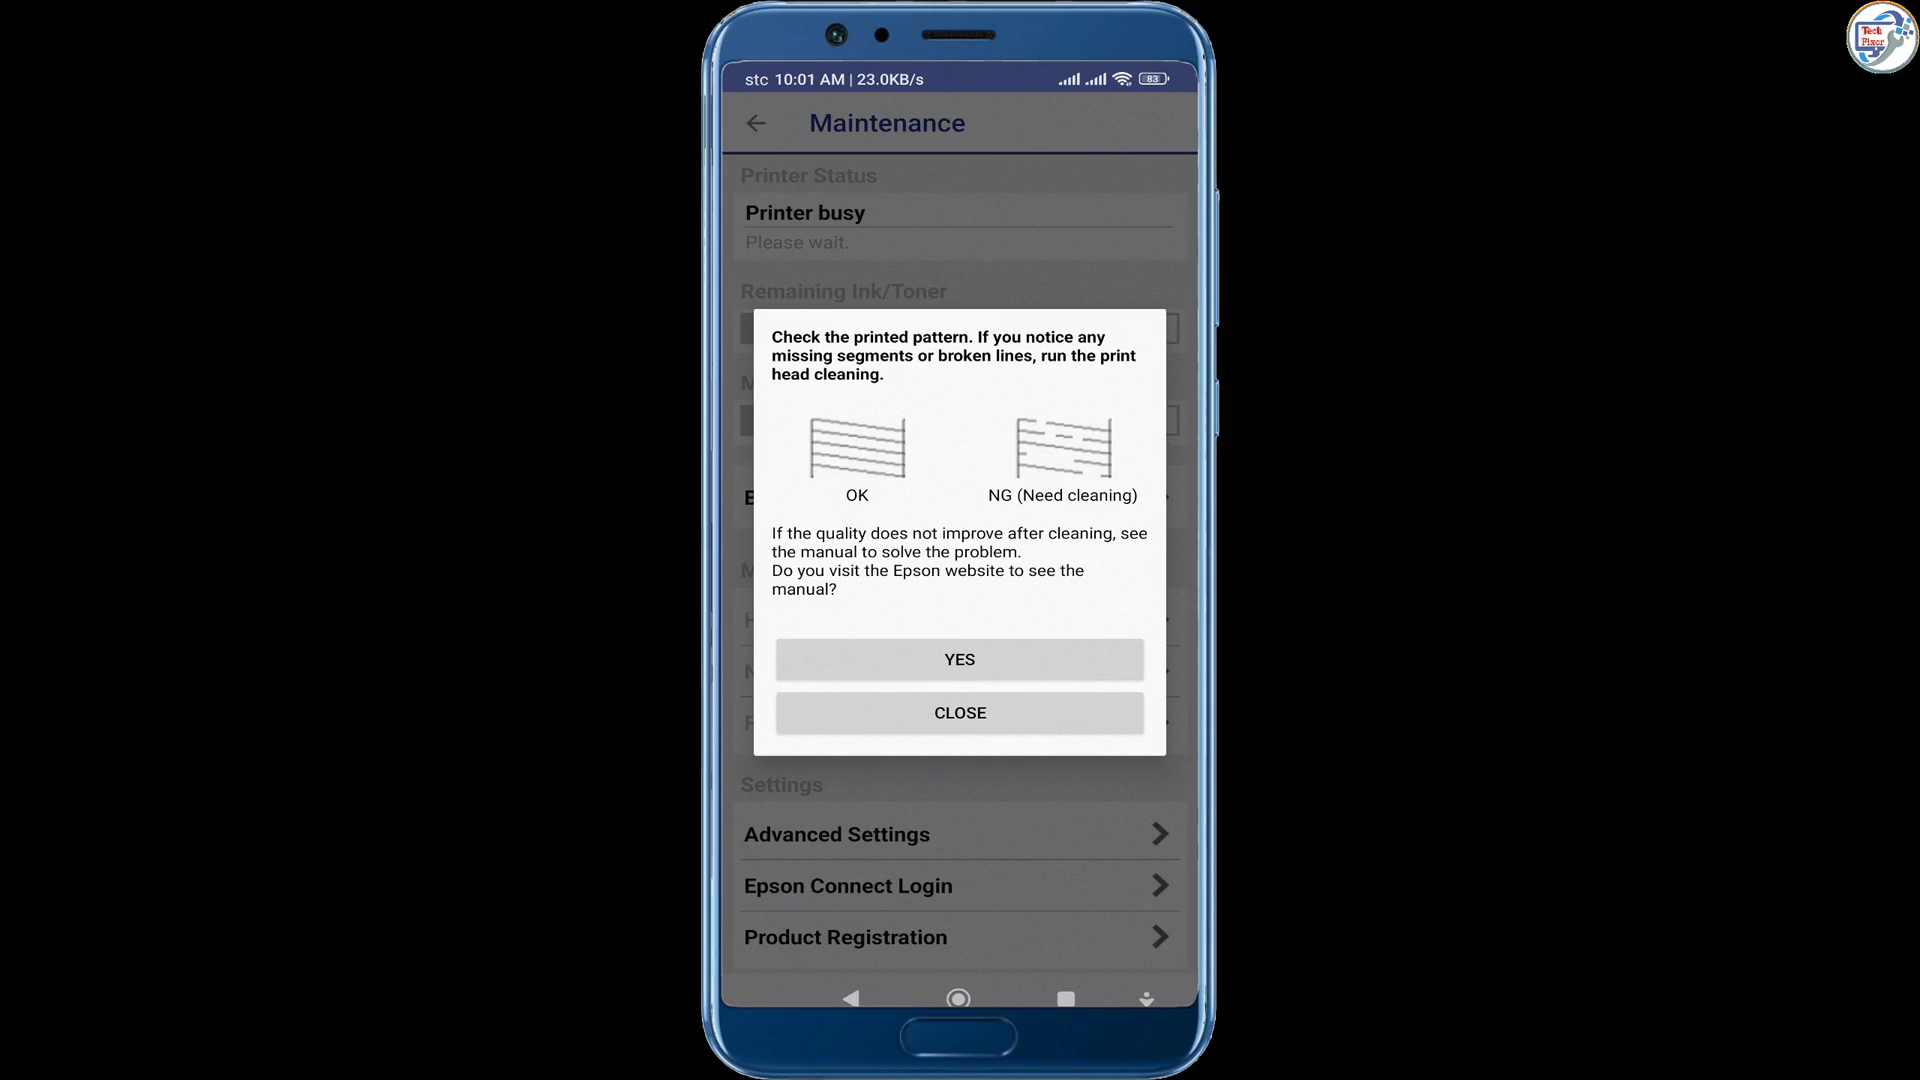 Tech
Fixer
stc 10:01 AM | 23.0KB/s
83
Maintenance
Printer Status
Printer busy
Please wait.
Remaining Ink/Toner
Check the printed pattern. If you notice any
missing segments or broken lines, run the print
head cleaning.
OK
NG (Need cleaning)
If the quality does not improve after cleaning, see
the manual to solve the problem.
Do you visit the Epson website to see the
manual?
YES
CLOSE
Settings
Advanced Settings
Epson Connect Login
Product Registration